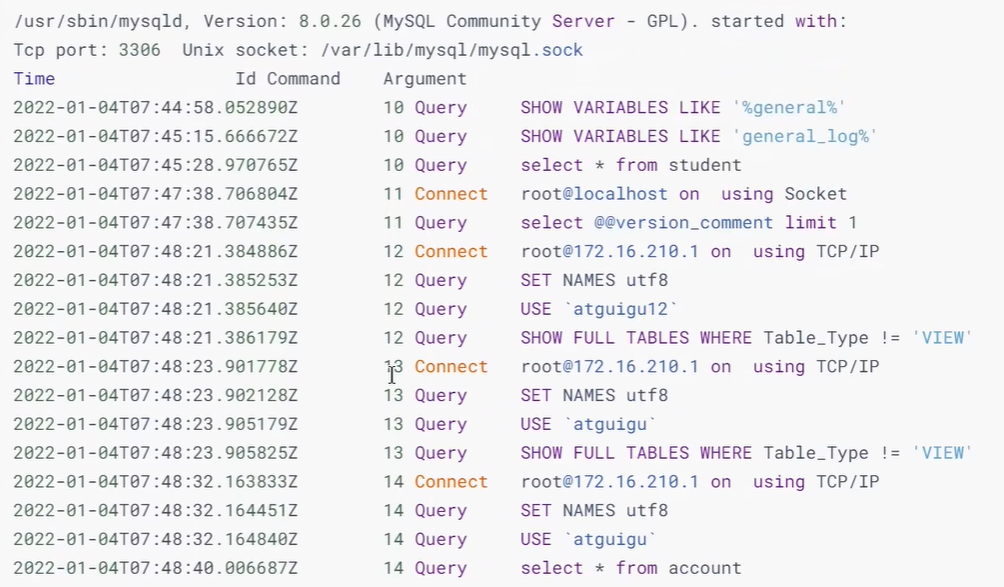 /usr/sbin/mysqld, Version: 8.0.26 (MySQL Community Server - GPL). started with:
Tcp port: 3306  Unix socket: /var/lib/mysql/mysql.sock
Time                 Id Command    Argument
2022-01-04T07:44:58.052890Z        10 Query     SHOW VARIABLES LIKE '%general%'
2022-01-04T07:45:15.666672Z        10 Query     SHOW VARIABLES LIKE 'general_log%'
2022-01-04T07:45:28.970765Z        10 Query     select * from student
2022-01-04T07:47:38.706804Z        11 Connect   root@localhost on  using Socket
2022-01-04T07:47:38.707435Z        11 Query     select @@version_comment limit 1
2022-01-04T07:48:21.384886Z        12 Connect   root@172.16.210.1 on  using TCP/IP
2022-01-04T07:48:21.385253Z        12 Query     SET NAMES utf8
2022-01-04T07:48:21.385640Z        12 Query     USE `atguigu12`
2022-01-04T07:48:21.386179Z        12 Query     SHOW FULL TABLES WHERE Table_Type != 'VIEW'
2022-01-04T07:48:23.901778Z        13 Connect   root@172.16.210.1 on  using TCP/IP
2022-01-04T07:48:23.902128Z        13 Query     SET NAMES utf8
2022-01-04T07:48:23.905179Z        13 Query     USE `atguigu`
2022-01-04T07:48:23.905825Z        13 Query     SHOW FULL TABLES WHERE Table_Type != 'VIEW'
2022-01-04T07:48:32.163833Z        14 Connect   root@172.16.210.1 on  using TCP/IP
2022-01-04T07:48:32.164451Z        14 Query     SET NAMES utf8
2022-01-04T07:48:32.164840Z        14 Query     USE `atguigu`
2022-01-04T07:48:40.006687Z        14 Query     select * from account